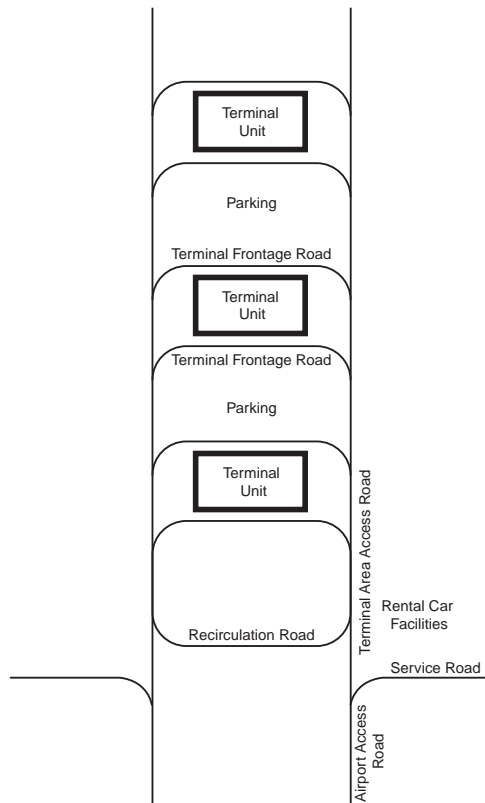 Terminal
Unit
Parking
Terminal Frontage Road
Terminal
Unit
Terminal Frontage Road
Parking
Terminal
Unit
Terminal Area Access Road
Rental Car
Facilities
Recirculation Road
Service Road
Airport Access
Road